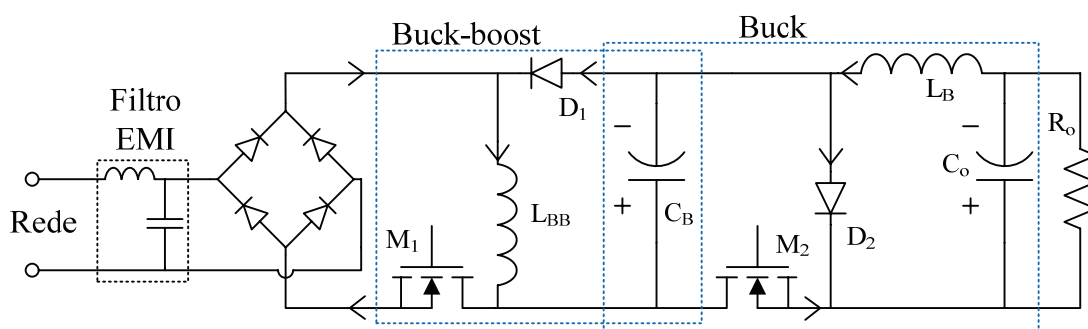 Buck-boost
Buck
Filtro
EMI
Rede
D1
LBB
M1
CB
M2
D2
LB
Co
Ro
−
+
−
+